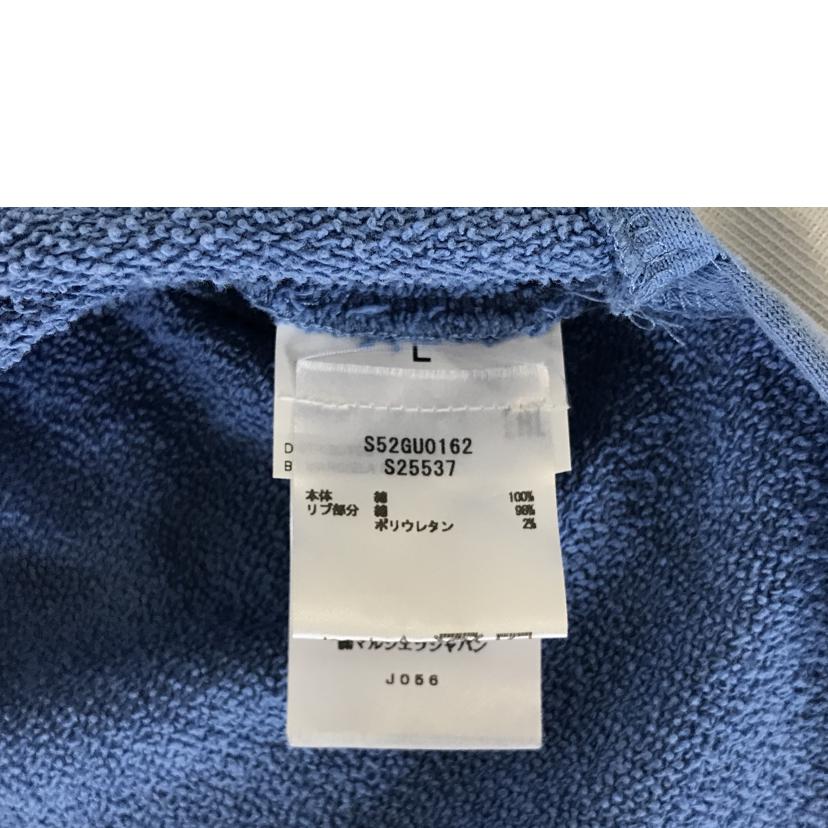 L
D
B
S52GU0162
S25537
本体 綿 100%
リブ部分 綿 98%
ポリウレタン 2%
J056